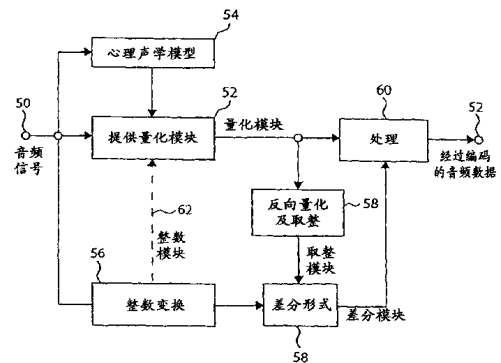 54
心理声学模型
50
音频
信号
52
提供量化模块
量化模块
60
处理
52
经过编码
的音频数据
62
整数
模块
反向量化
及取整
58
取整
模块
56
整数变换
差分形式
差分模块
58